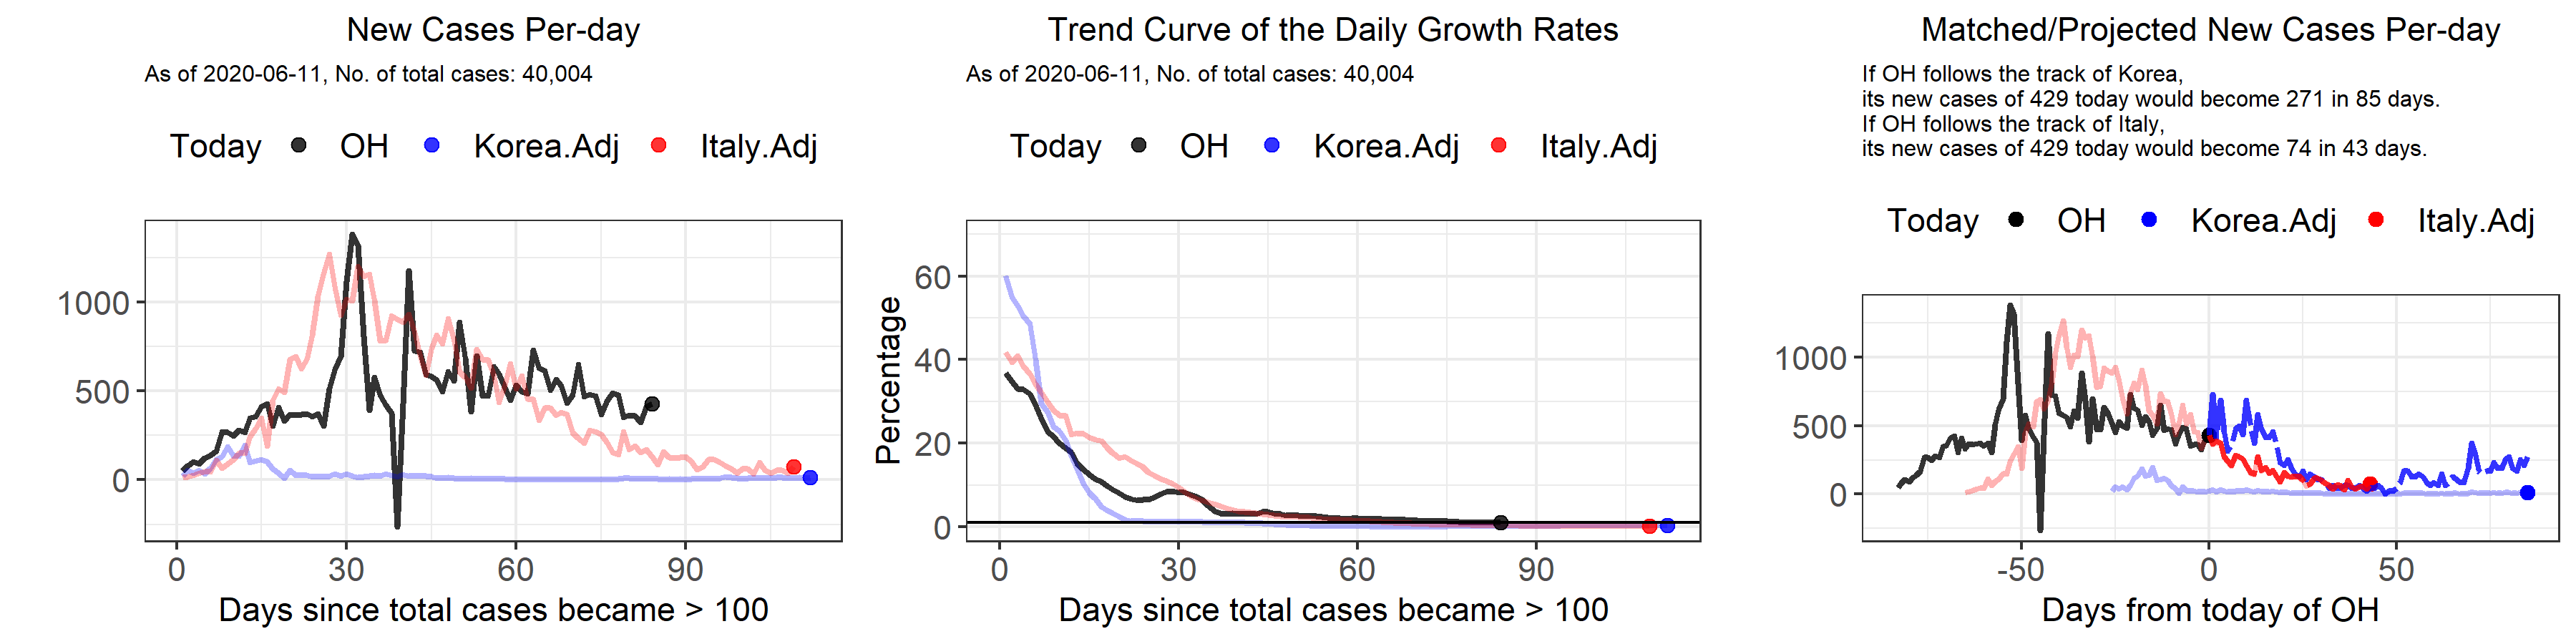 New Cases Per-day
As of 2020-06-11, No. of total cases: 40,004
Today OH Korea.Adj Italy.Adj
1000
500
0
0 30 60 90
Days since total cases became > 100
Trend Curve of the Daily Growth Rates
As of 2020-06-11, No. of total cases: 40,004
Today OH Korea.Adj Italy.Adj
Percentage
60
40
20
0
0 30 60 90
Days since total cases became > 100
Matched/Projected New Cases Per-day
If OH follows the track of Korea,
its new cases of 429 today would become 271 in 85 days.
If OH follows the track of Italy,
its new cases of 429 today would become 74 in 43 days.
Today OH Korea.Adj Italy.Adj
1000
500
0
-50 0 50
Days from today of OH